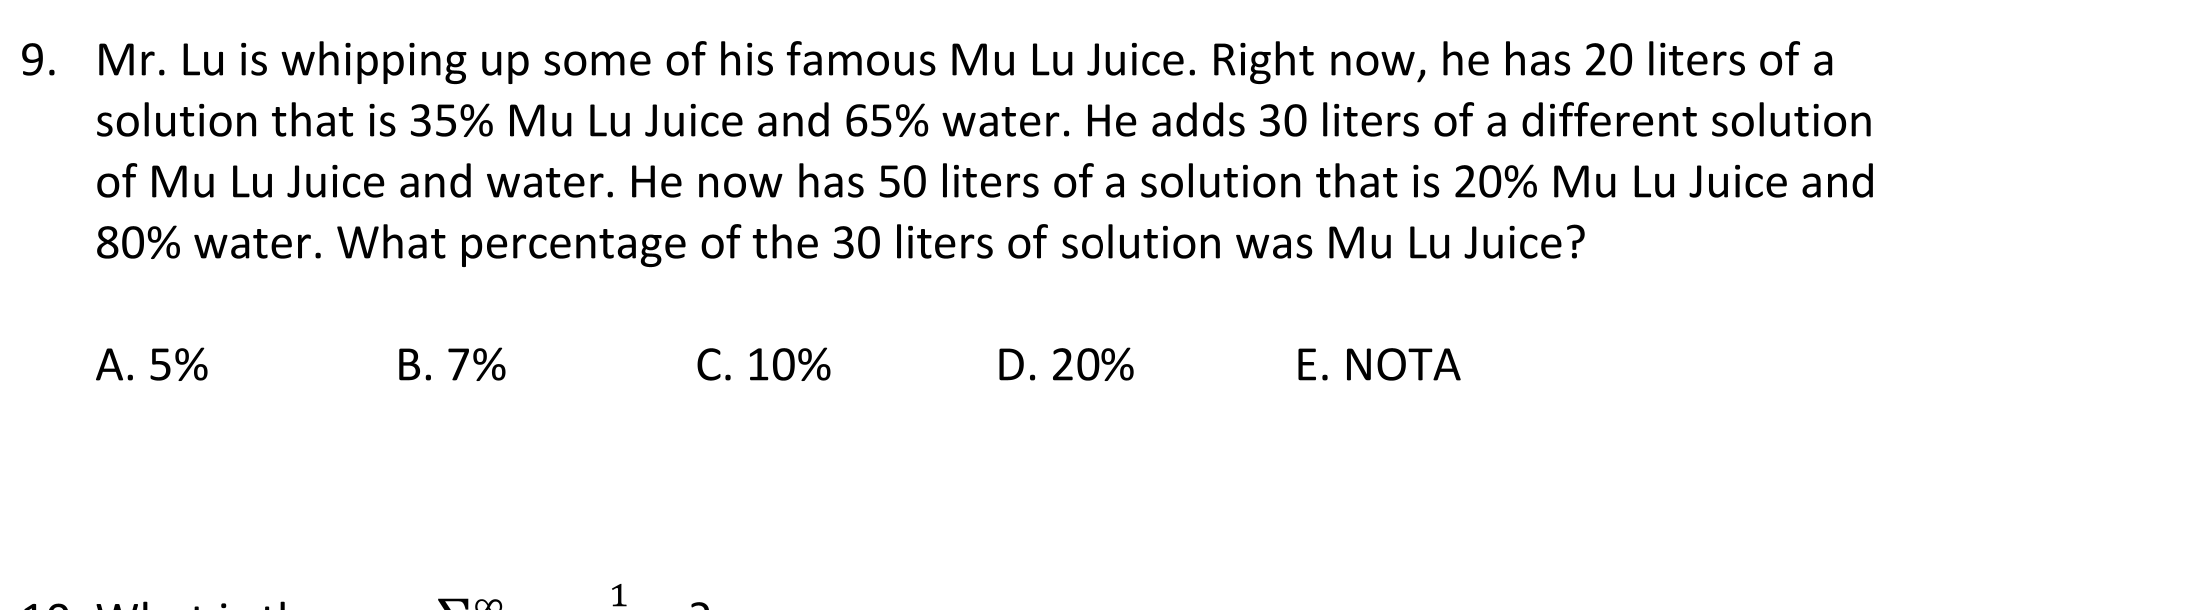 9. Mr. Lu is whipping up some of his famous Mu Lu Juice. Right now, he has 20 liters of a
solution that is 35% Mu Lu Juice and 65% water. He adds 30 liters of a different solution
of Mu Lu Juice and water. He now has 50 liters of a solution that is 20% Mu Lu Juice and
80% water. What percentage of the 30 liters of solution was Mu Lu Juice?
A. 5% B. 7% C. 10% D. 20% E. NOTA